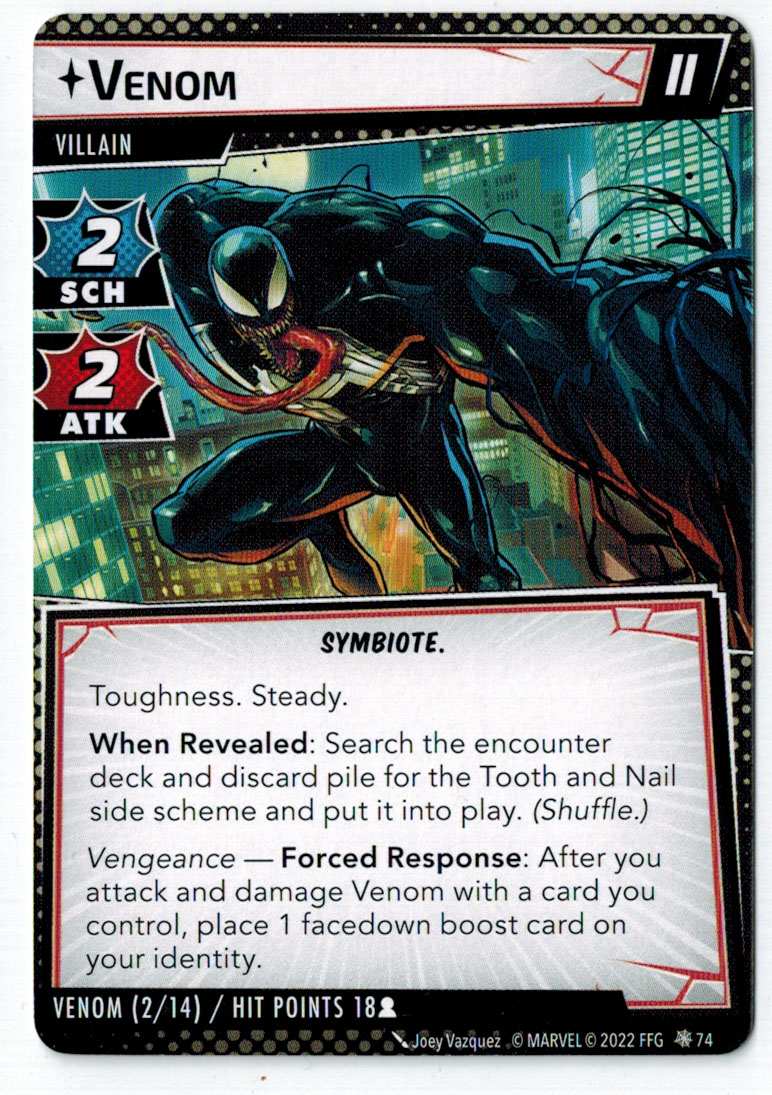 VENOM
II
VILLAIN
2
SCH
2
ATK
SYMBIOTE.
Toughness. Steady.
When Revealed: Search the encounter
deck and discard pile for the Tooth and Nail
side scheme and put it into play. (Shuffle.)
Vengeance — Forced Response: After you
attack and damage Venom with a card you
control, place 1 facedown boost card on
your identity.
VENOM (2/14) / HIT POINTS 18
Joey Vazquez © MARVEL © 2022 FFG 74